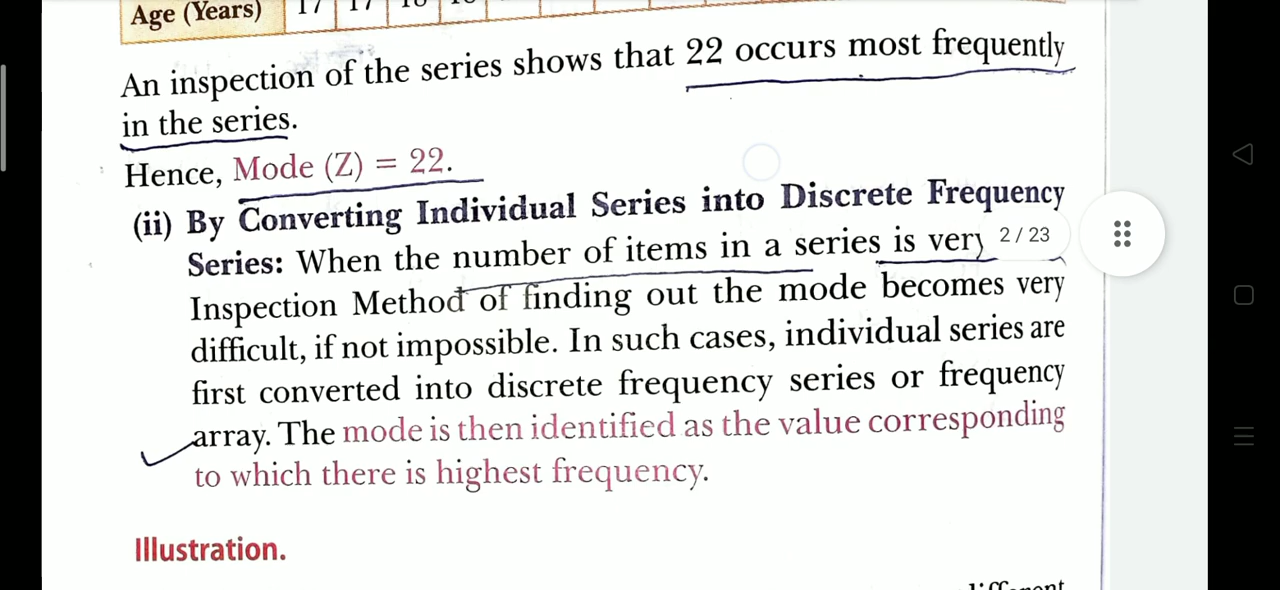 Age (Years) 17 17
An inspection of the series shows that 22 occurs most frequently
in the series.
Hence, Mode (Z) = 22.
(ii) By Converting Individual Series into Discrete Frequency
Series: When the number of items in a series is very 2 / 23
Inspection Method of finding out the mode becomes very
difficult, if not impossible. In such cases, individual series are
first converted into discrete frequency series or frequency
array. The mode is then identified as the value corresponding
to which there is highest frequency.
Illustration.